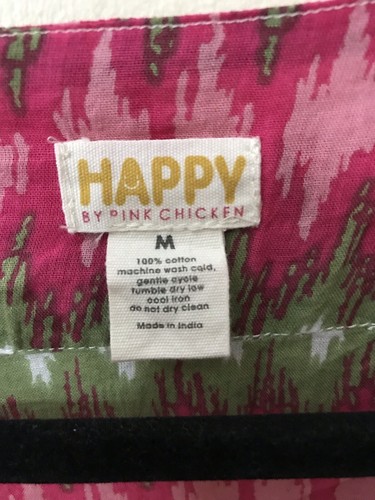 HAPPY
BY PINK CHICKEN
M
100% cotton
machine wash cold,
gentle cycle
tumble dry low
cool iron
do not dry clean
Made in India